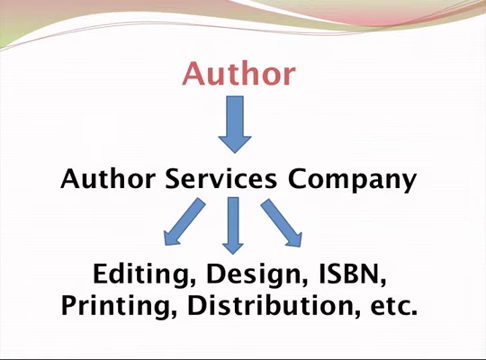 Author
Author Services Company
Editing, Design, ISBN,
Printing, Distribution, etc.